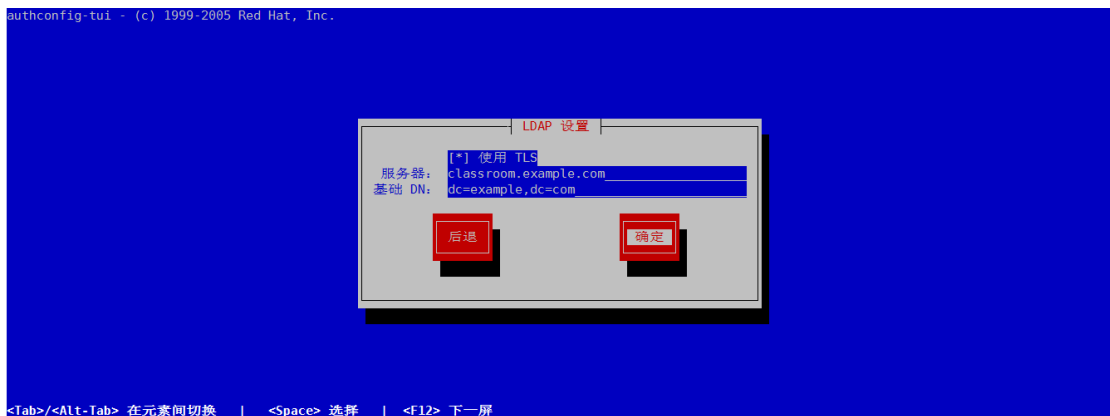 authconfig-tui - (c) 1999-2005 Red Hat, Inc.
LDAP 设置
[*] 使用 TLS
服务器: classroom.example.com
基础 DN: dc=example,dc=com
后退 确定
<Tab>/<Alt-Tab> 在元素间切换 | <Space> 选择 | <F12> 下一屏